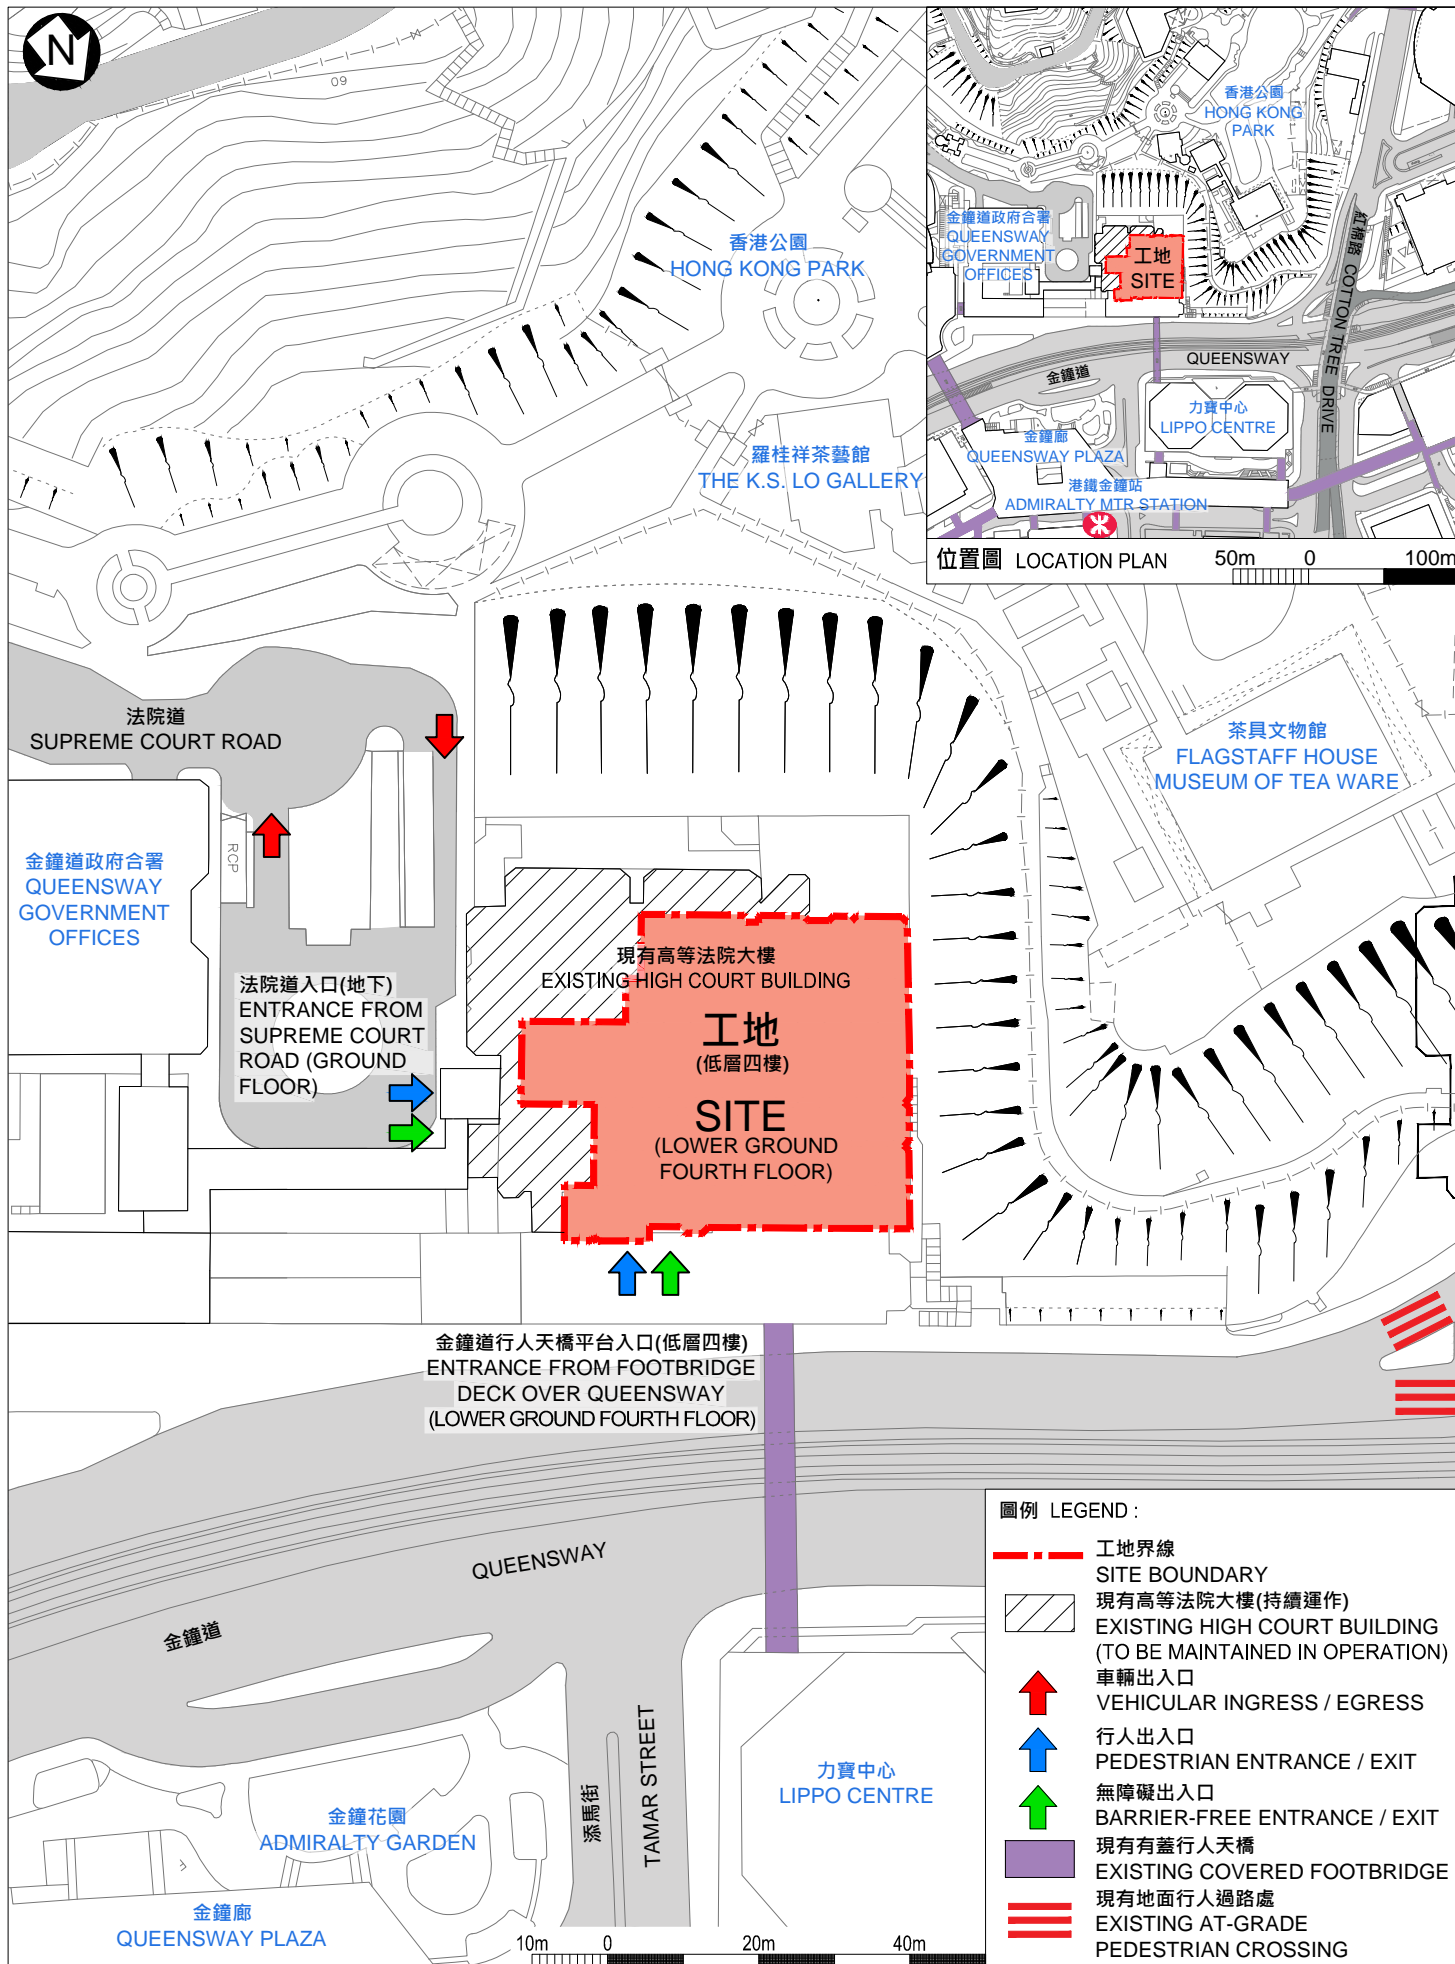 N
60
香港公園
HONG KONG PARK
羅桂祥茶藝館
THE K.S. LO GALLERY
香港公園
HONG KONG
PARK
金鐘道政府合署
QUEENSWAY
GOVERNMENT
OFFICES
工地
SITE
紅棉路 COTTON TREE DRIVE
QUEENSWAY
金鐘道
力寶中心
LIPPO CENTRE
金鐘廊
QUEENSWAY PLAZA
港鐵金鐘站
ADMIRALTY MTR STATION
位置圖 LOCATION PLAN
50m 0 100m
法院道
SUPREME COURT ROAD
茶具文物館
FLAGSTAFF HOUSE
MUSEUM OF TEA WARE
RCP
金鐘道政府合署
QUEENSWAY
GOVERNMENT
OFFICES
法院道入口(地下)
ENTRANCE FROM
SUPREME COURT
ROAD (GROUND
FLOOR)
現有高等法院大樓
EXISTING HIGH COURT BUILDING
工地
(低層四樓)
SITE
(LOWER GROUND
FOURTH FLOOR)
金鐘道行人天橋平台入口(低層四樓)
ENTRANCE FROM FOOTBRIDGE
DECK OVER QUEENSWAY
(LOWER GROUND FOURTH FLOOR)
QUEENSWAY
金鐘道
添馬街
TAMAR STREET
力寶中心
LIPPO CENTRE
金鐘花園
ADMIRALTY GARDEN
金鐘廊
QUEENSWAY PLAZA
10m 0 20m 40m
圖例 LEGEND :
工地界線
SITE BOUNDARY
現有高等法院大樓(持續運作)
EXISTING HIGH COURT BUILDING
(TO BE MAINTAINED IN OPERATION)
車輛出入口
VEHICULAR INGRESS / EGRESS
行人出入口
PEDESTRIAN ENTRANCE / EXIT
無障礙出入口
BARRIER-FREE ENTRANCE / EXIT
現有有蓋行人天橋
EXISTING COVERED FOOTBRIDGE
現有地面行人過路處
EXISTING AT-GRADE
PEDESTRIAN CROSSING